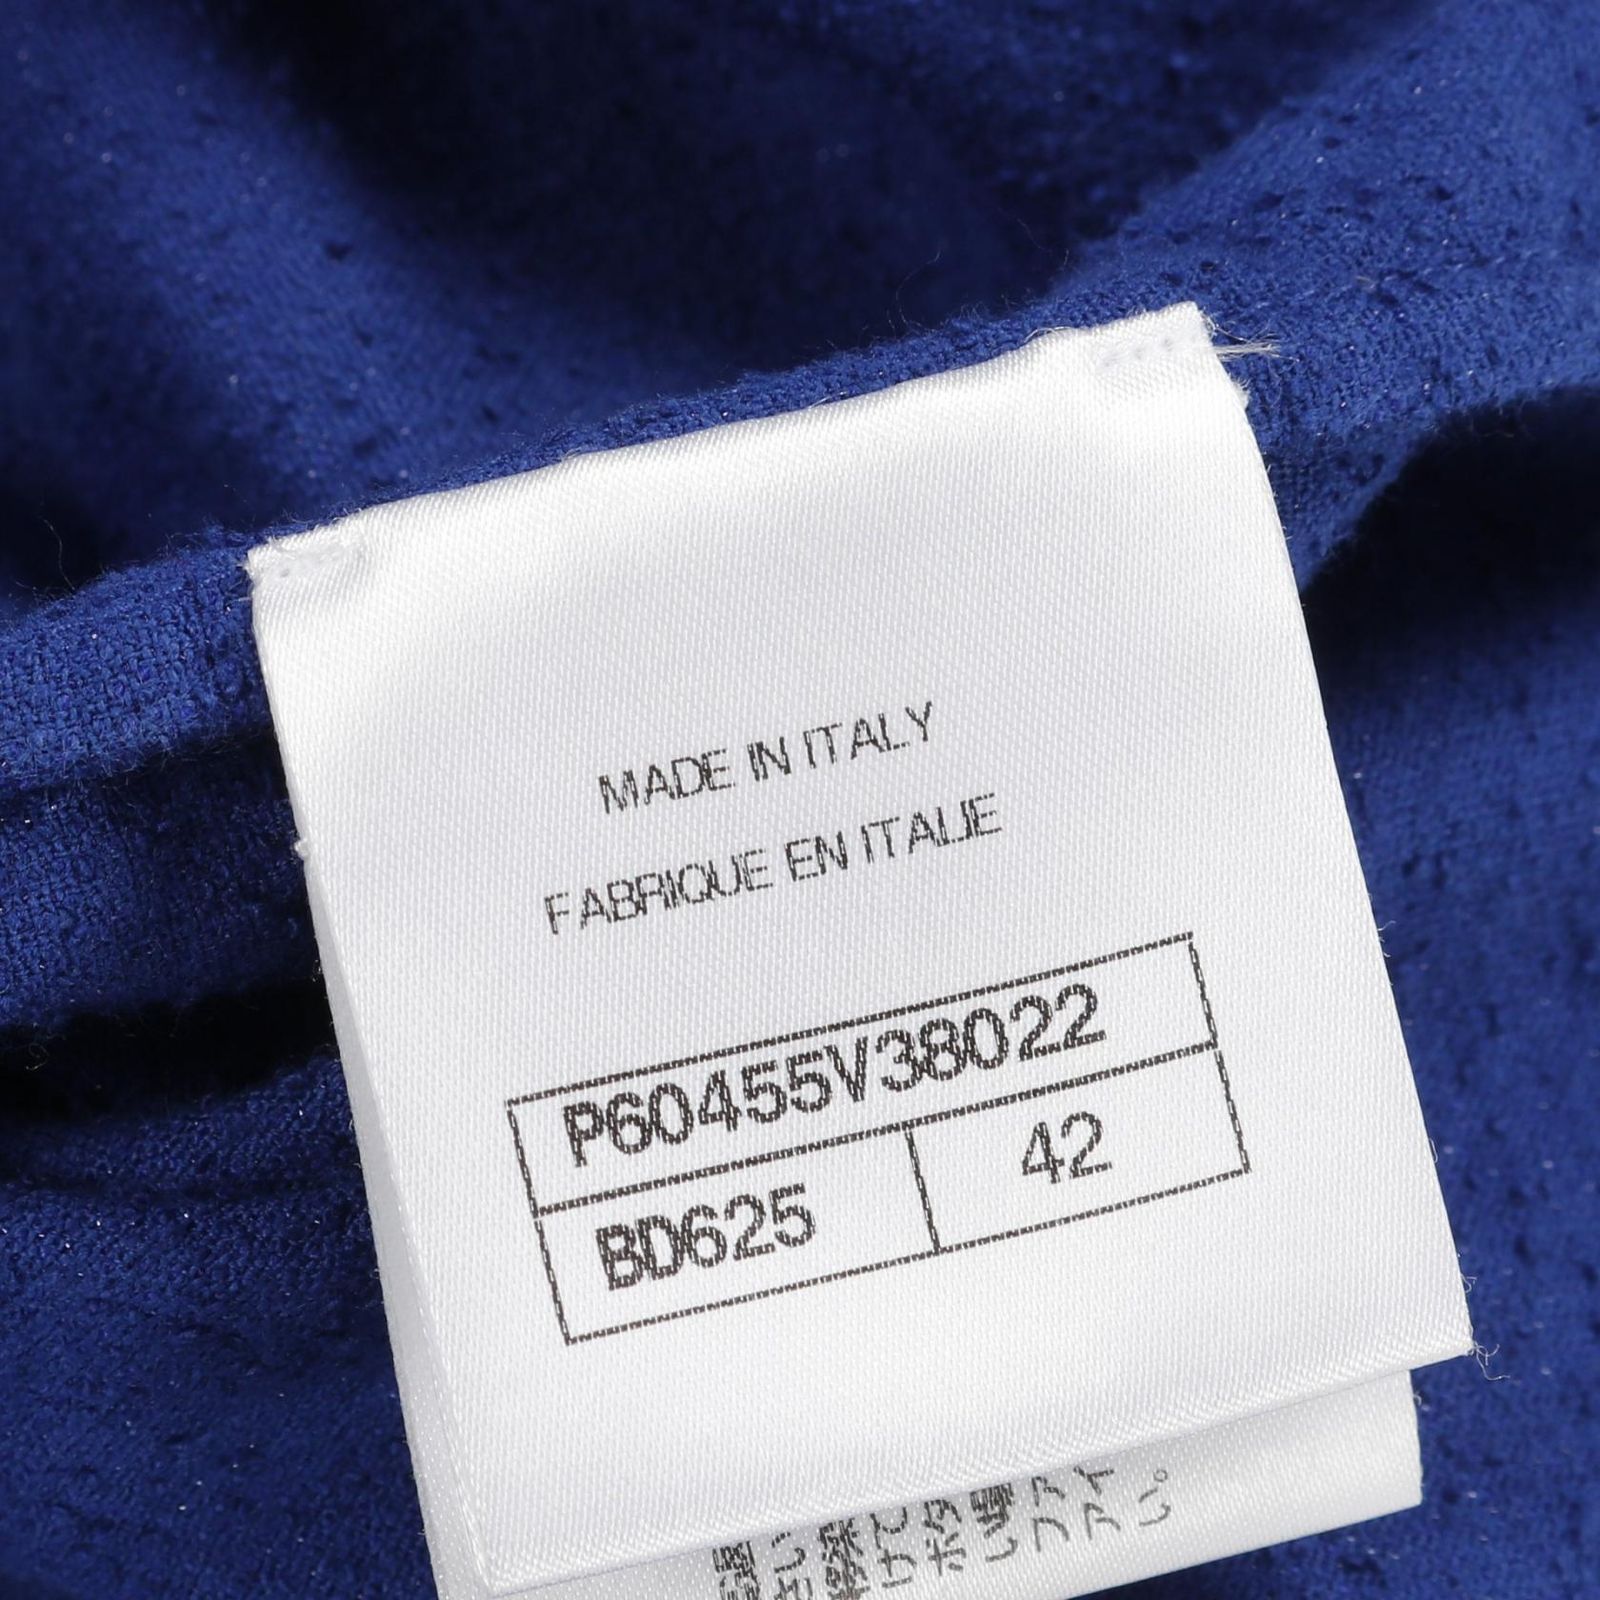 MADE IN ITALY
FABRIQUE EN ITALIE
P60455V38022
BD625 42